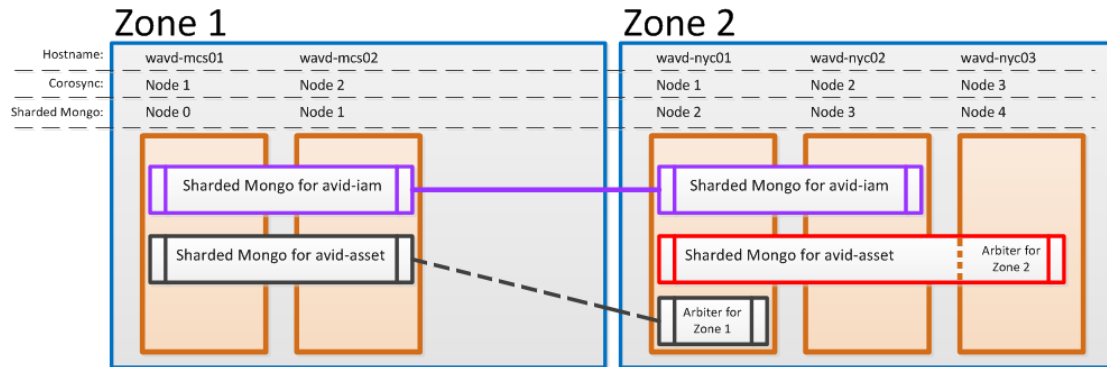 Zone 1 Zone 2
Hostname: wavd-mcs01 wavd-mcs02 wavd-nyc01 wavd-nyc02 wavd-nyc03
Corosync: Node 1 Node 2 Node 1 Node 2 Node 3
Sharded Mongo: Node 0 Node 1 Node 2 Node 3 Node 4
Sharded Mongo for avid-iam Sharded Mongo for avid-iam
Sharded Mongo for avid-asset Sharded Mongo for avid-asset Arbiter for
Zone 2
Arbiter for
Zone 1